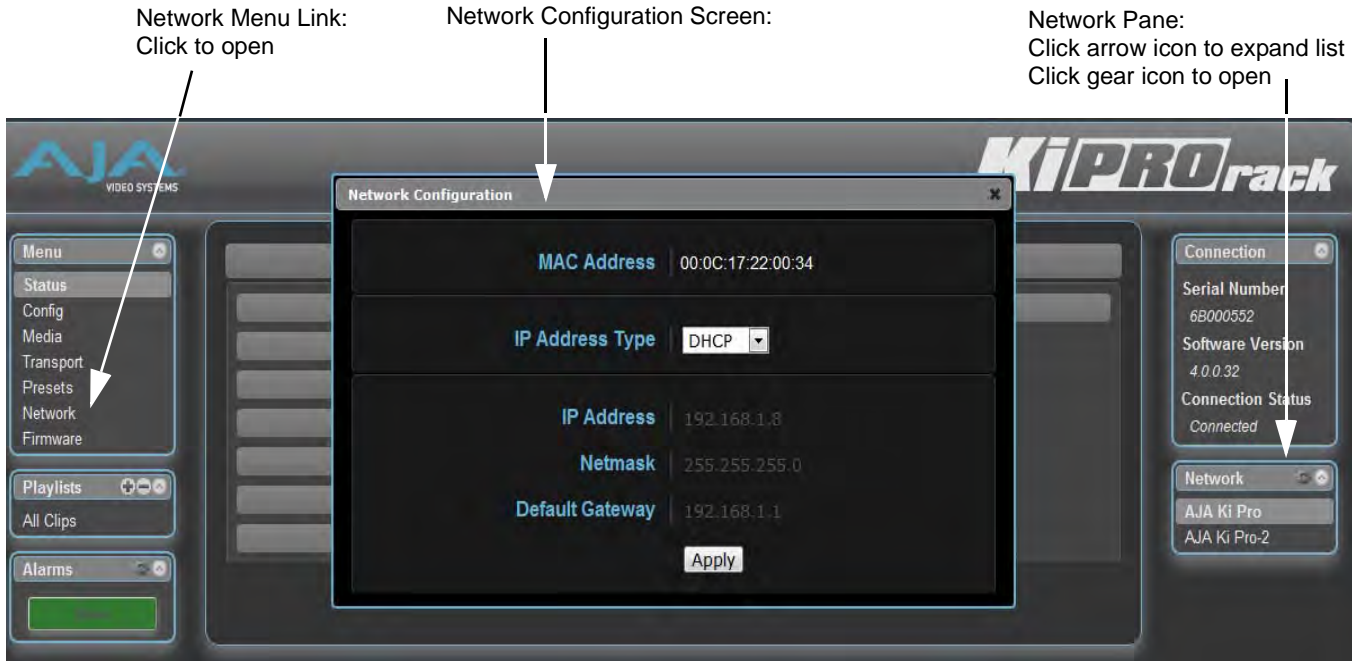 Network Menu Link:
Click to open
Network Configuration Screen:
Network Pane:
Click arrow icon to expand list
Click gear icon to open
AJA
VIDEO SYSTEMS
KiPROrack
Network Configuration
MAC Address 00:0C:17:22:00:34
IP Address Type DHCP
IP Address 192.168.1.8
Netmask 255.255.255.0
Default Gateway 192.168.1.1
Apply
Menu
Status
Config
Media
Transport
Presets
Network
Firmware
Playlists
All Clips
Alarms
Connection
Serial Number
6B000552
Software Version
4.0.0.32
Connection Status
Connected
Network
AJA Ki Pro
AJA Ki Pro-2